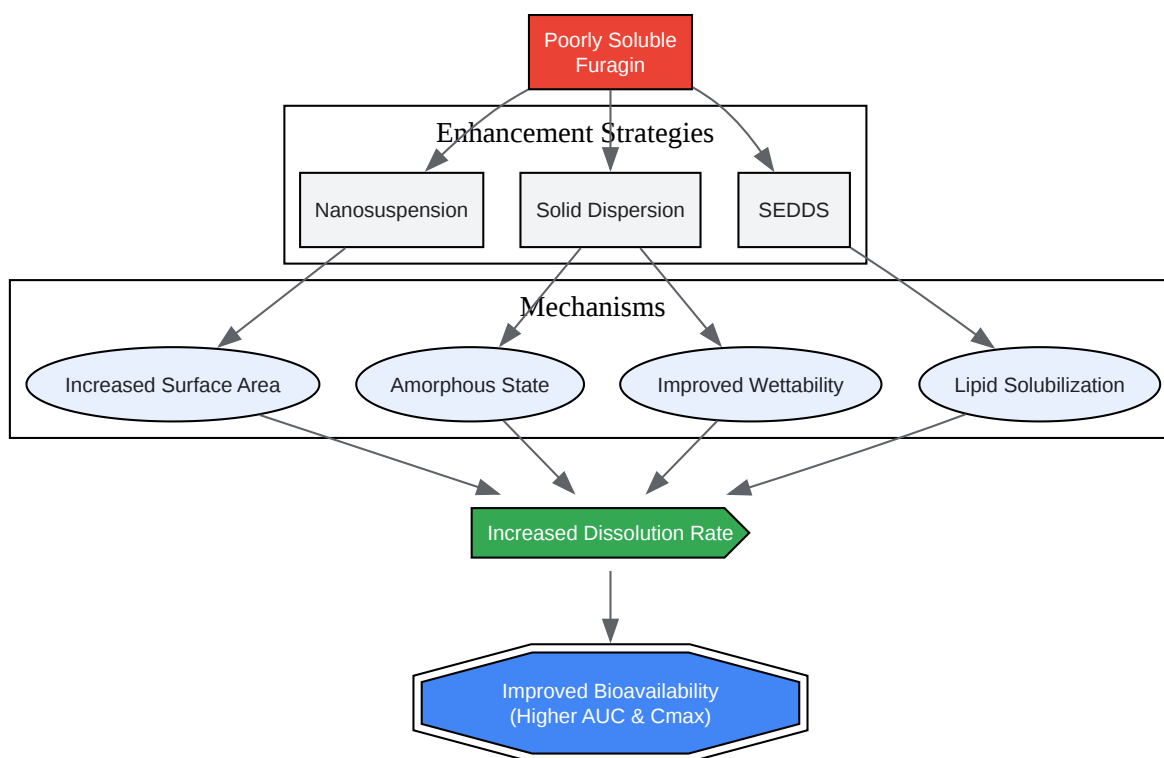 Poorly Soluble
Furagin
Enhancement Strategies
Nanosuspension
Solid Dispersion
SEDDS
Mechanisms
Increased Surface Area
Amorphous State
Improved Wettability
Lipid Solubilization
Increased Dissolution Rate
Improved Bioavailability
(Higher AUC & Cmax)